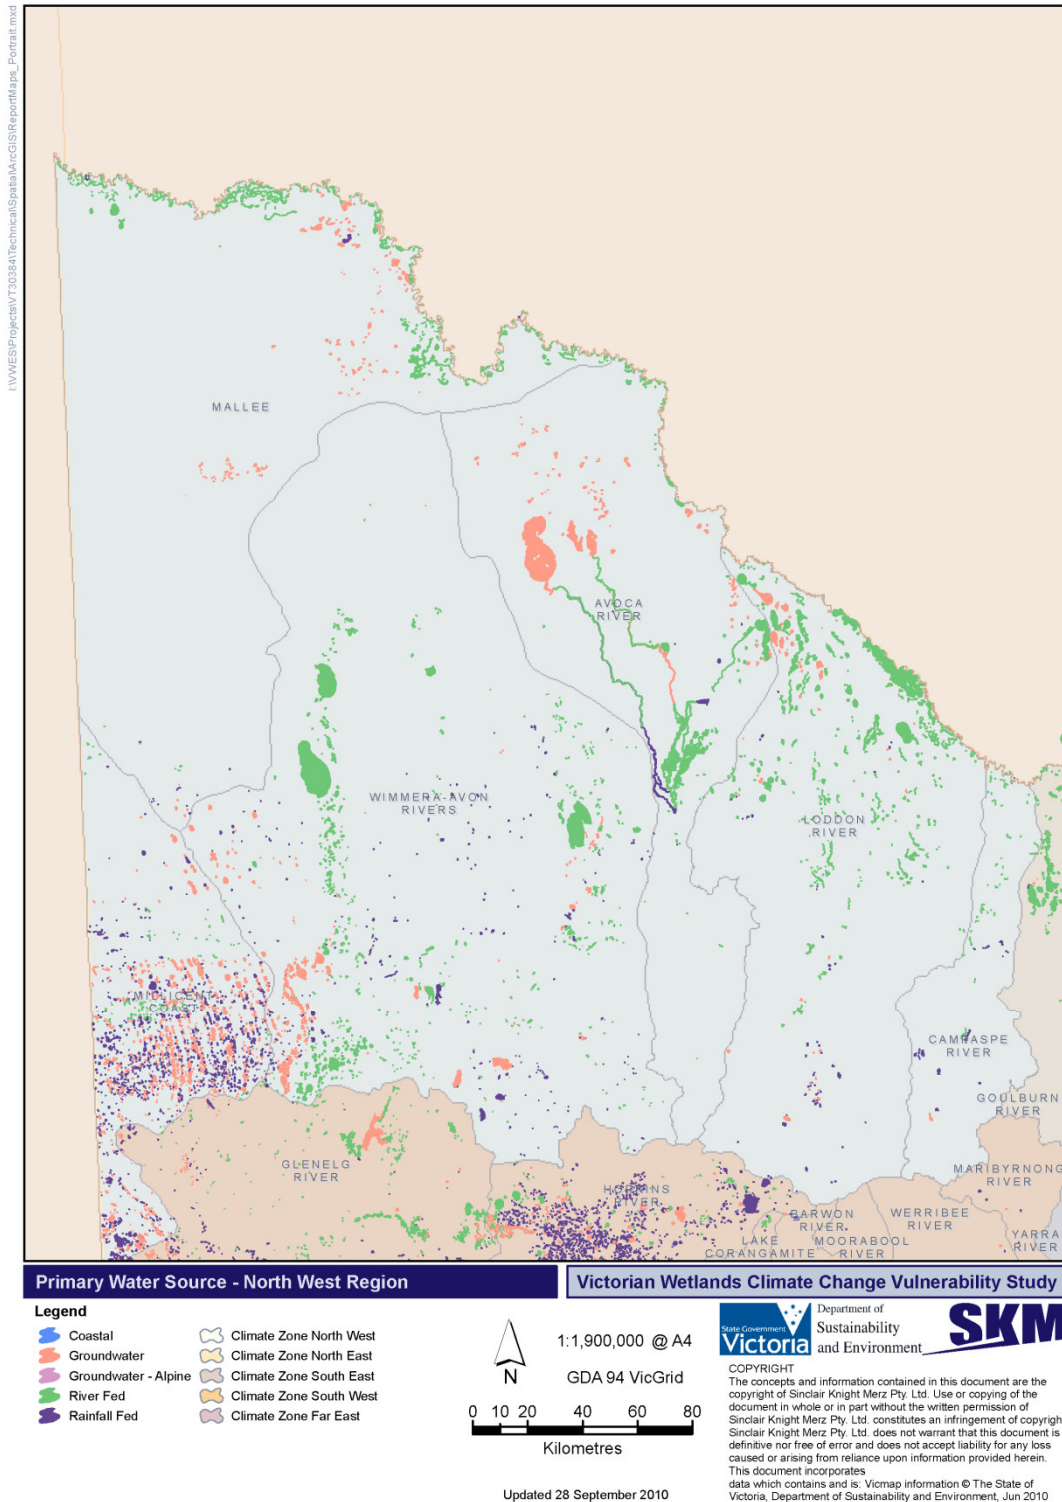 I:\VWES\Projects\VT30384\Technical\Spatial\ArcGIS\ReportMaps_Portrait.mxd
MALLEE
AVOCA
RIVER
WIMMERA-AVON
RIVERS
LODDON
RIVER
MILLICENT
COAST
CAMPASPE
RIVER
GOULBURN
RIVER
GLENELG
RIVER
MARIBYRNONG
RIVER
HOPKINS
RIVER
BARWON
RIVER
WERRIBEE
RIVER
LAKE
CORANGAMITE
MOORABOOL
RIVER
YARRA
RIVER
Primary Water Source - North West Region
Victorian Wetlands Climate Change Vulnerability Study
Legend
Coastal
Groundwater
Groundwater - Alpine
River Fed
Rainfall Fed
Climate Zone North West
Climate Zone North East
Climate Zone South East
Climate Zone South West
Climate Zone Far East
N
1:1,900,000 @ A4
GDA 94 VicGrid
0 10 20 40 60 80
Kilometres
Updated 28 September 2010
State Government
Victoria
Department of
Sustainability
and Environment
SKM
COPYRIGHT
The concepts and information contained in this document are the
copyright of Sinclair Knight Merz Pty. Ltd. Use or copying of the
document in whole or in part without the written permission of
Sinclair Knight Merz Pty. Ltd. constitutes an infringement of copyrigh
Sinclair Knight Merz Pty. Ltd. does not warrant that this document is
definitive nor free of error and does not accept liability for any loss
caused or arising from reliance upon information provided herein.
This document incorporates
data which contains and is: Vicmap information © The State of
Victoria, Department of Sustainability and Environment, Jun 2010